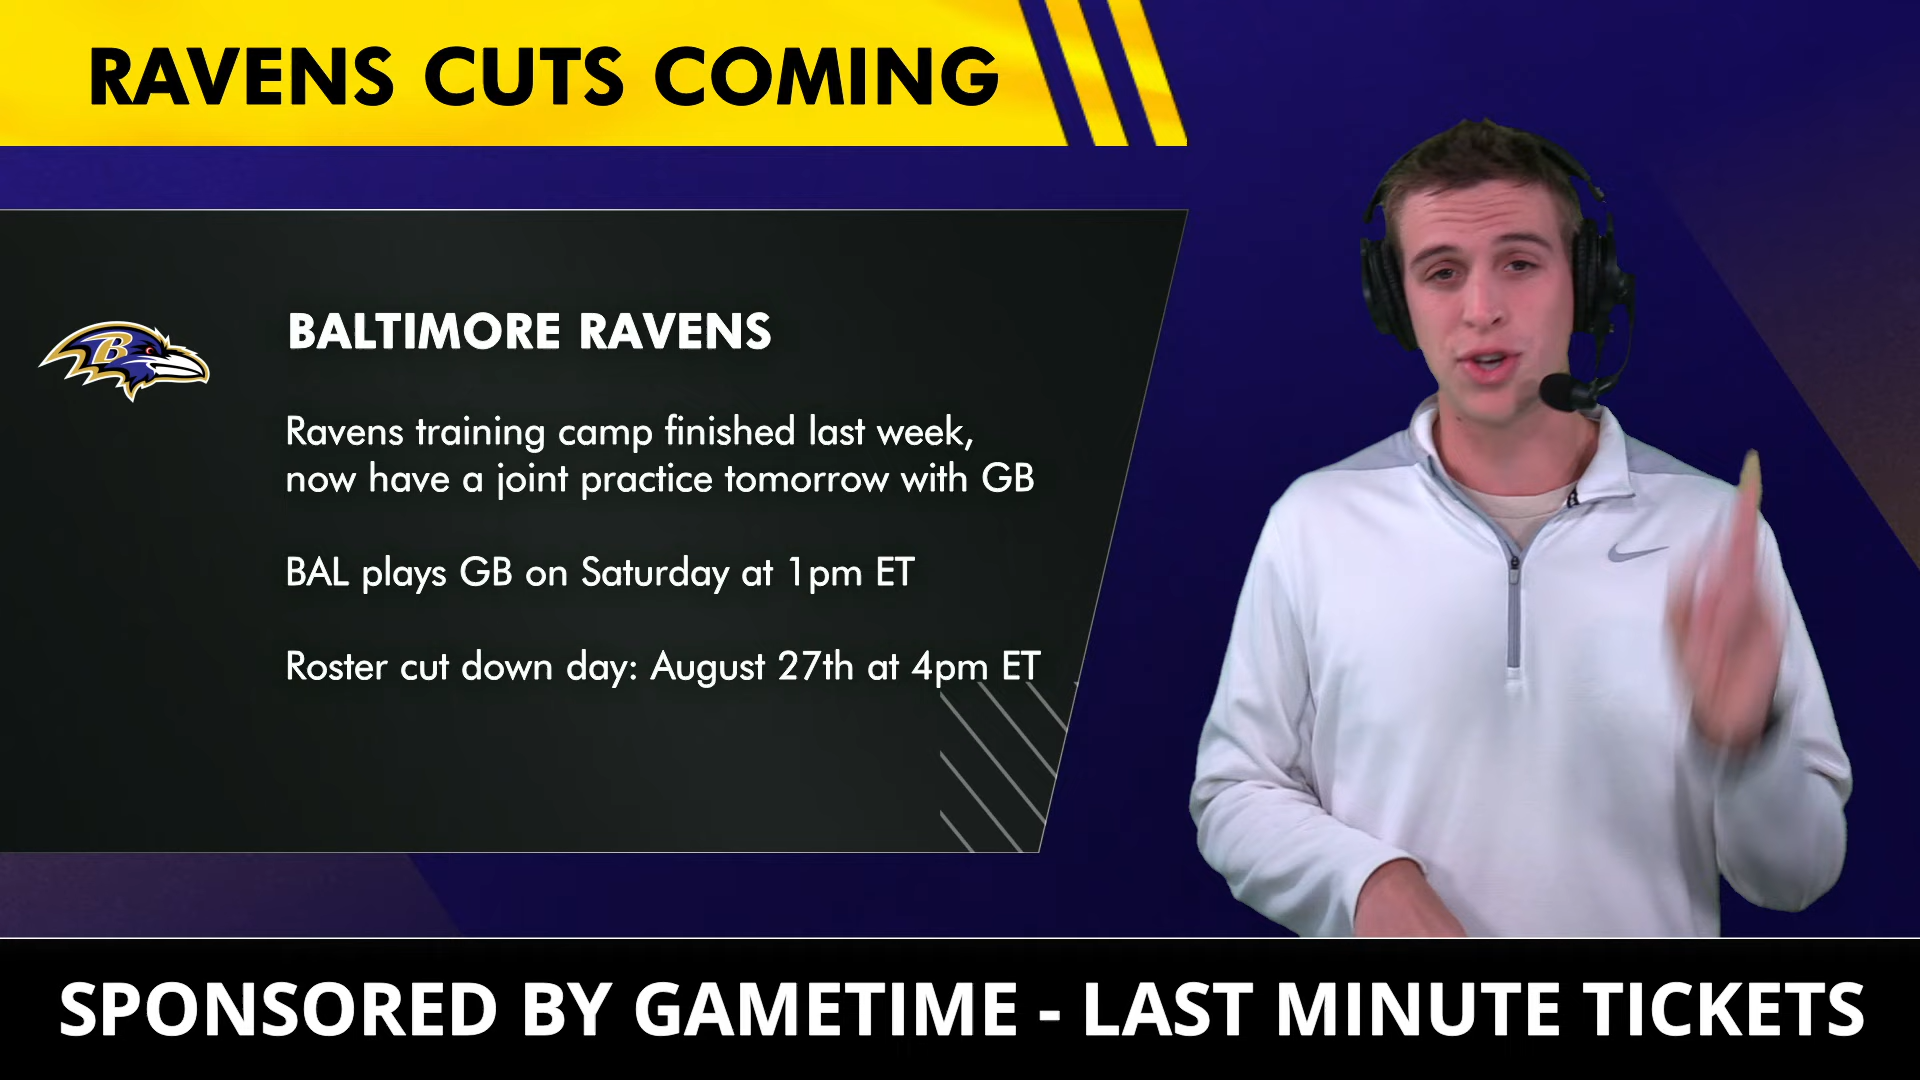 RAVENS CUTS COMING
B
BALTIMORE RAVENS
Ravens training camp finished last week,
now have a joint practice tomorrow with GB
BAL plays GB on Saturday at 1pm ET
Roster cut down day: August 27th at 4pm ET
SPONSORED BY GAMETIME - LAST MINUTE TICKETS